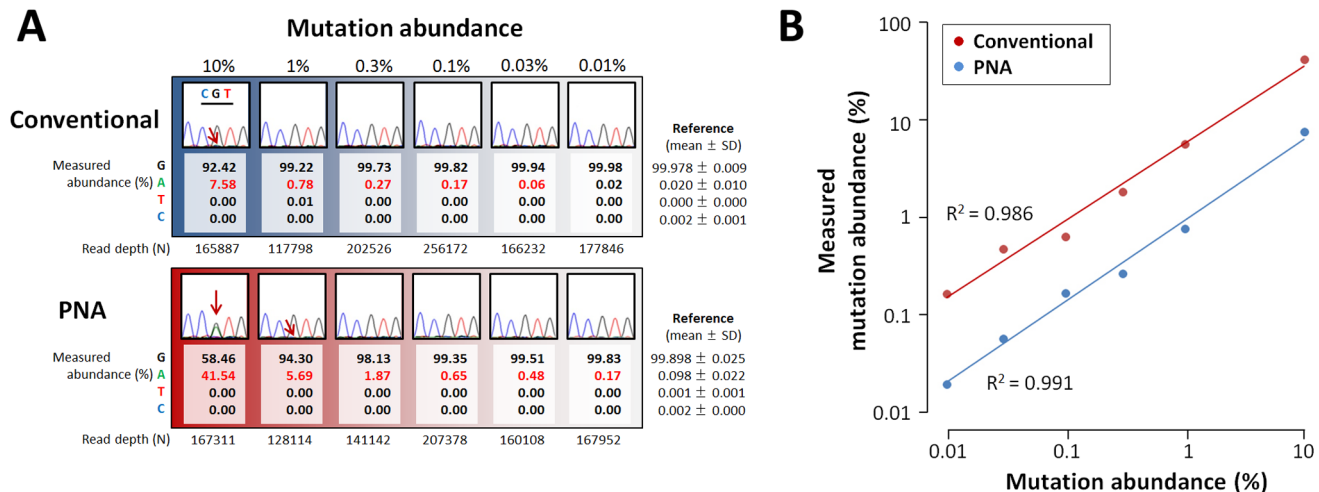 A
Mutation abundance
10% 1% 0.3% 0.1% 0.03% 0.01%
Conventional
C G T
Reference
(mean ± SD)
Measured abundance (%)
G 92.42 99.22 99.73 99.82 99.94 99.98 99.978 ± 0.009
A 7.58 0.78 0.27 0.17 0.06 0.02 0.020 ± 0.010
T 0.00 0.01 0.00 0.00 0.00 0.00 0.000 ± 0.000
C 0.00 0.00 0.00 0.00 0.00 0.00 0.002 ± 0.001
Read depth (N) 165887 117798 202526 256172 166232 177846
PNA
Reference
(mean ± SD)
Measured abundance (%)
G 58.46 94.30 98.13 99.35 99.51 99.83 99.898 ± 0.025
A 41.54 5.69 1.87 0.65 0.48 0.17 0.098 ± 0.022
T 0.00 0.00 0.00 0.00 0.00 0.00 0.001 ± 0.001
C 0.00 0.00 0.00 0.00 0.00 0.00 0.002 ± 0.000
Read depth (N) 167311 128114 141142 207378 160108 167952
B
Conventional
PNA
Measured
mutation abundance (%)
100
10
1
0.1
0.01
R² = 0.986
R² = 0.991
0.01 0.1 1 10
Mutation abundance (%)